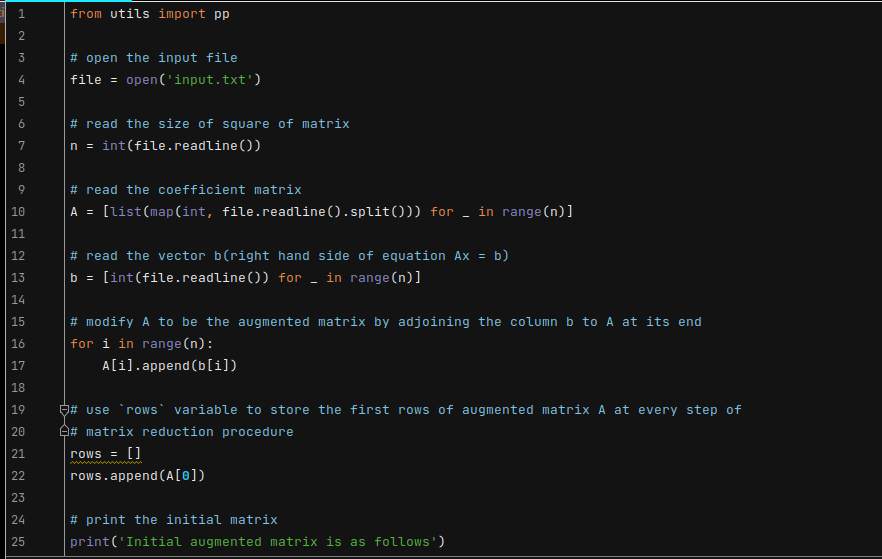 1 from utils import pp
2
3 # open the input file
4 file = open('input.txt')
5
6 # read the size of square of matrix
7 n = int(file.readline())
8
9 # read the coefficient matrix
10 A = [list(map(int, file.readline().split())) for _ in range(n)]
11
12 # read the vector b(right hand side of equation Ax = b)
13 b = [int(file.readline()) for _ in range(n)]
14
15 # modify A to be the augmented matrix by adjoining the column b to A at its end
16 for i in range(n):
17     A[i].append(b[i])
18
19 # use `rows` variable to store the first rows of augmented matrix A at every step of
20 # matrix reduction procedure
21 rows = []
22 rows.append(A[0])
23
24 # print the initial matrix
25 print('Initial augmented matrix is as follows')